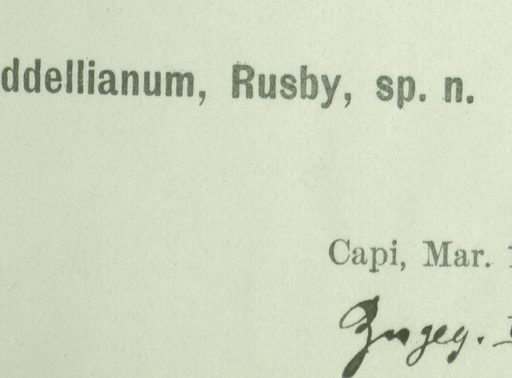 ddellianum, Rusby, sp. n.
Capi, Mar.